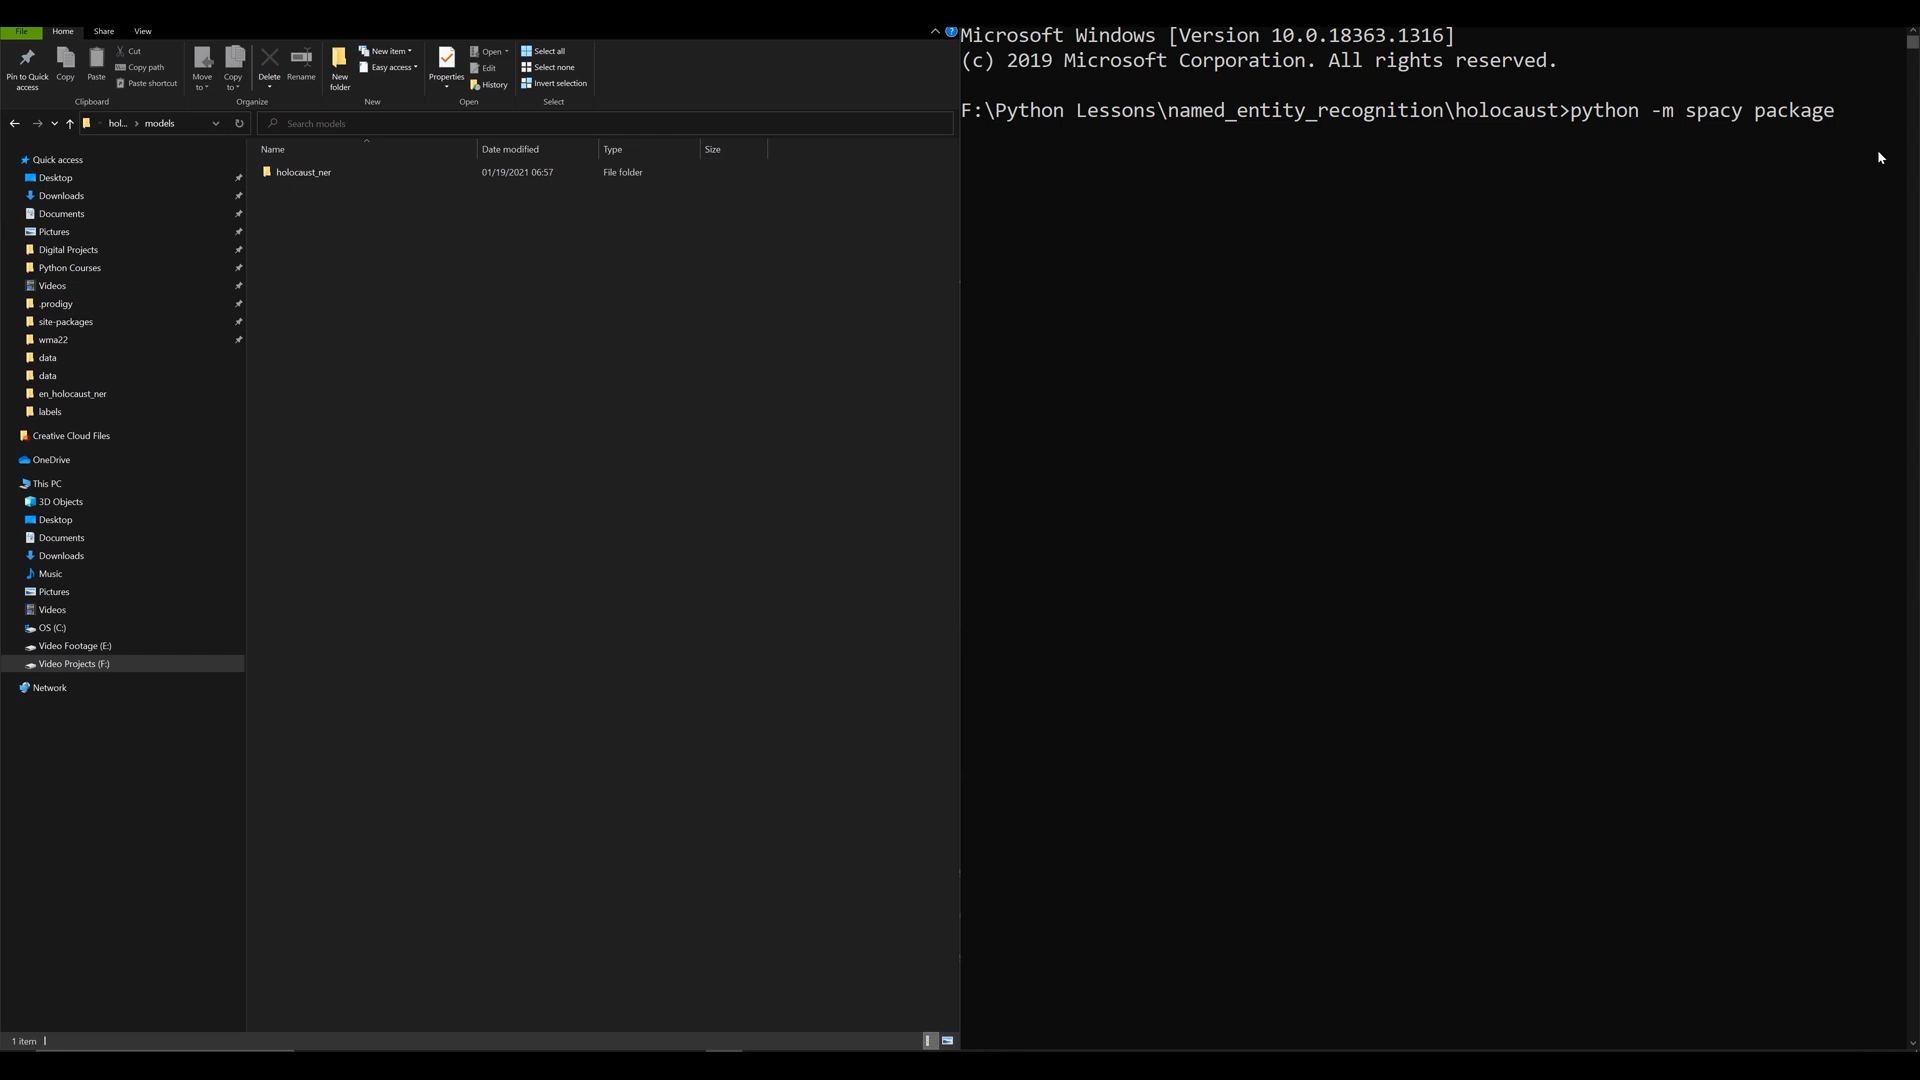 File Home Share View
Pin to Quick access
Copy
Paste
Cut
Copy path
Paste shortcut
Clipboard
Move to
Copy to
Delete
Rename
Organize
New folder
New item
Easy access
New
Properties
Open
Edit
History
Open
Select all
Select none
Invert selection
Select
hol... models
Search models
Name Date modified Type Size
holocaust_ner 01/19/2021 06:57 File folder
Quick access
Desktop
Downloads
Documents
Pictures
Digital Projects
Python Courses
Videos
.prodigy
site-packages
wma22
data
data
en_holocaust_ner
labels
Creative Cloud Files
OneDrive
This PC
3D Objects
Desktop
Documents
Downloads
Music
Pictures
Videos
OS (C:)
Video Footage (E:)
Video Projects (F:)
Network
1 item
Microsoft Windows [Version 10.0.18363.1316]
(c) 2019 Microsoft Corporation. All rights reserved.
F:\Python Lessons\named_entity_recognition\holocaust>python -m spacy package